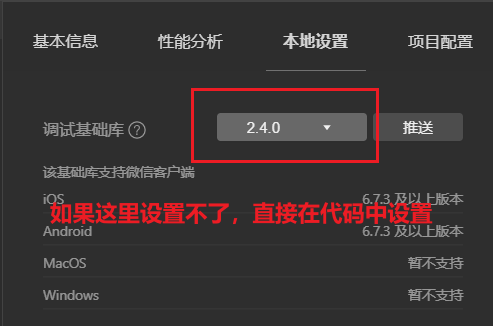 基本信息 性能分析 本地设置 项目配置
调试基础库 ? 2.4.0 推送
该基础库支持微信客户端
iOS 6.7.3 及以上版本
如果这里设置不了，直接在代码中设置
Android 6.7.3 及以上版本
MacOS 暂不支持
Windows 暂不支持